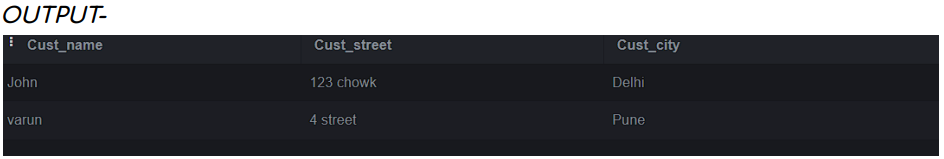 OUTPUT-
Cust_name Cust_street Cust_city
John 123 chowk Delhi
varun 4 street Pune